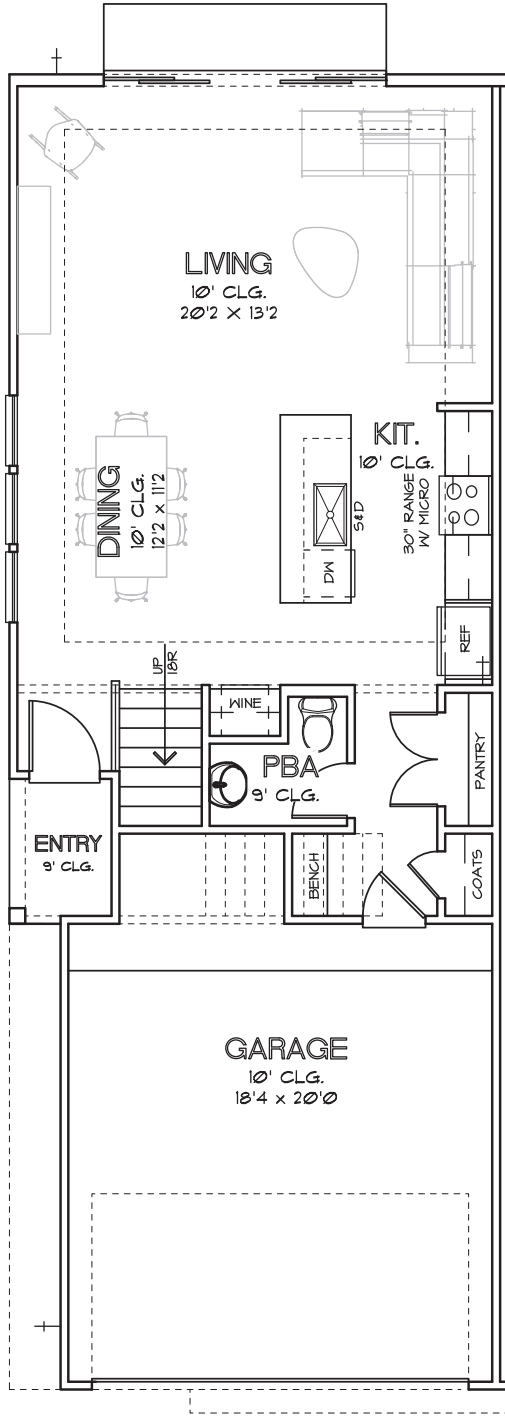 LIVING
10' CLG.
20'2 X 13'2
KIT.
10' CLG.
30" RANGE
W/ MICRO
DINING
10' CLG.
12'2 x 11'2
S&D
DW
REF
UP
18R
WINE
PBA
9' CLG.
PANTRY
ENTRY
9' CLG.
BENCH
COATS
GARAGE
10' CLG.
18'4 x 20'0